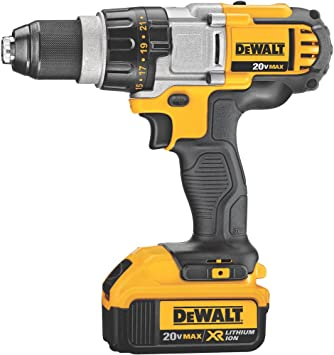 15 • 17 • 19 • 21
DEWALT
20V MAX
DEWALT
20V MAX XR LITHIUM ION